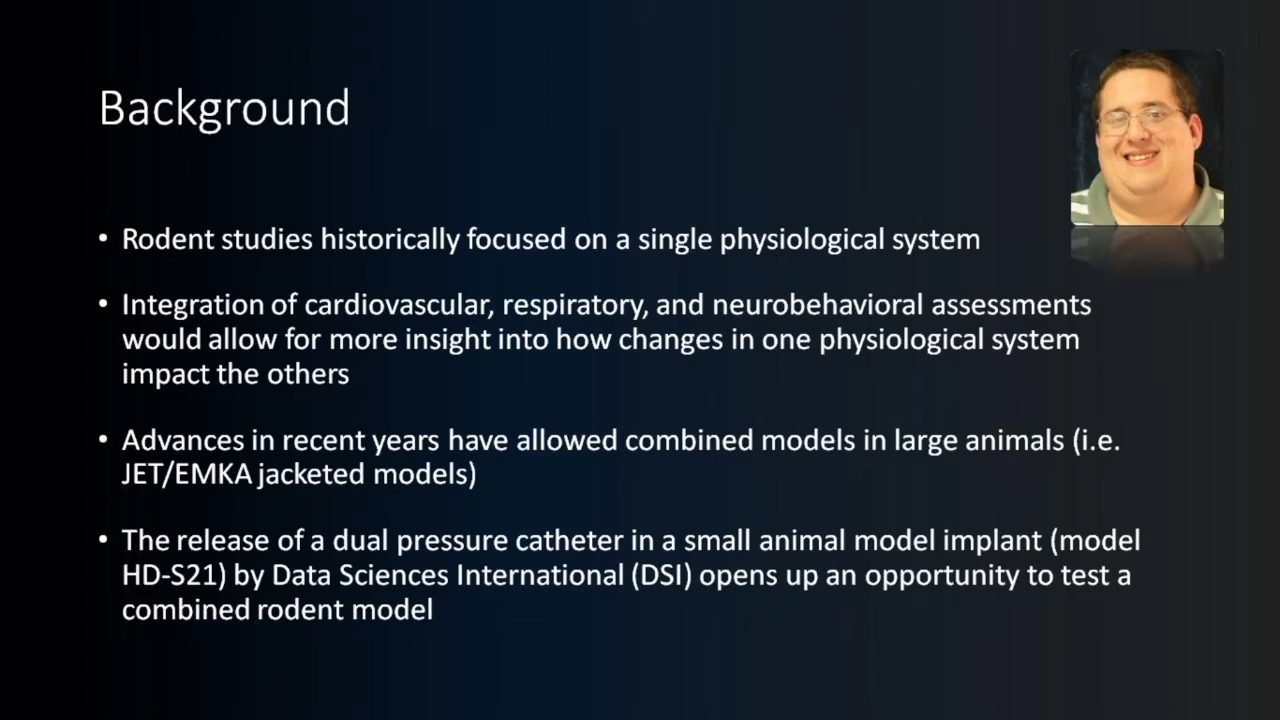 Background
• Rodent studies historically focused on a single physiological system
• Integration of cardiovascular, respiratory, and neurobehavioral assessments
would allow for more insight into how changes in one physiological system
impact the others
• Advances in recent years have allowed combined models in large animals (i.e.
JET/EMKA jacketed models)
• The release of a dual pressure catheter in a small animal model implant (model
HD-S21) by Data Sciences International (DSI) opens up an opportunity to test a
combined rodent model